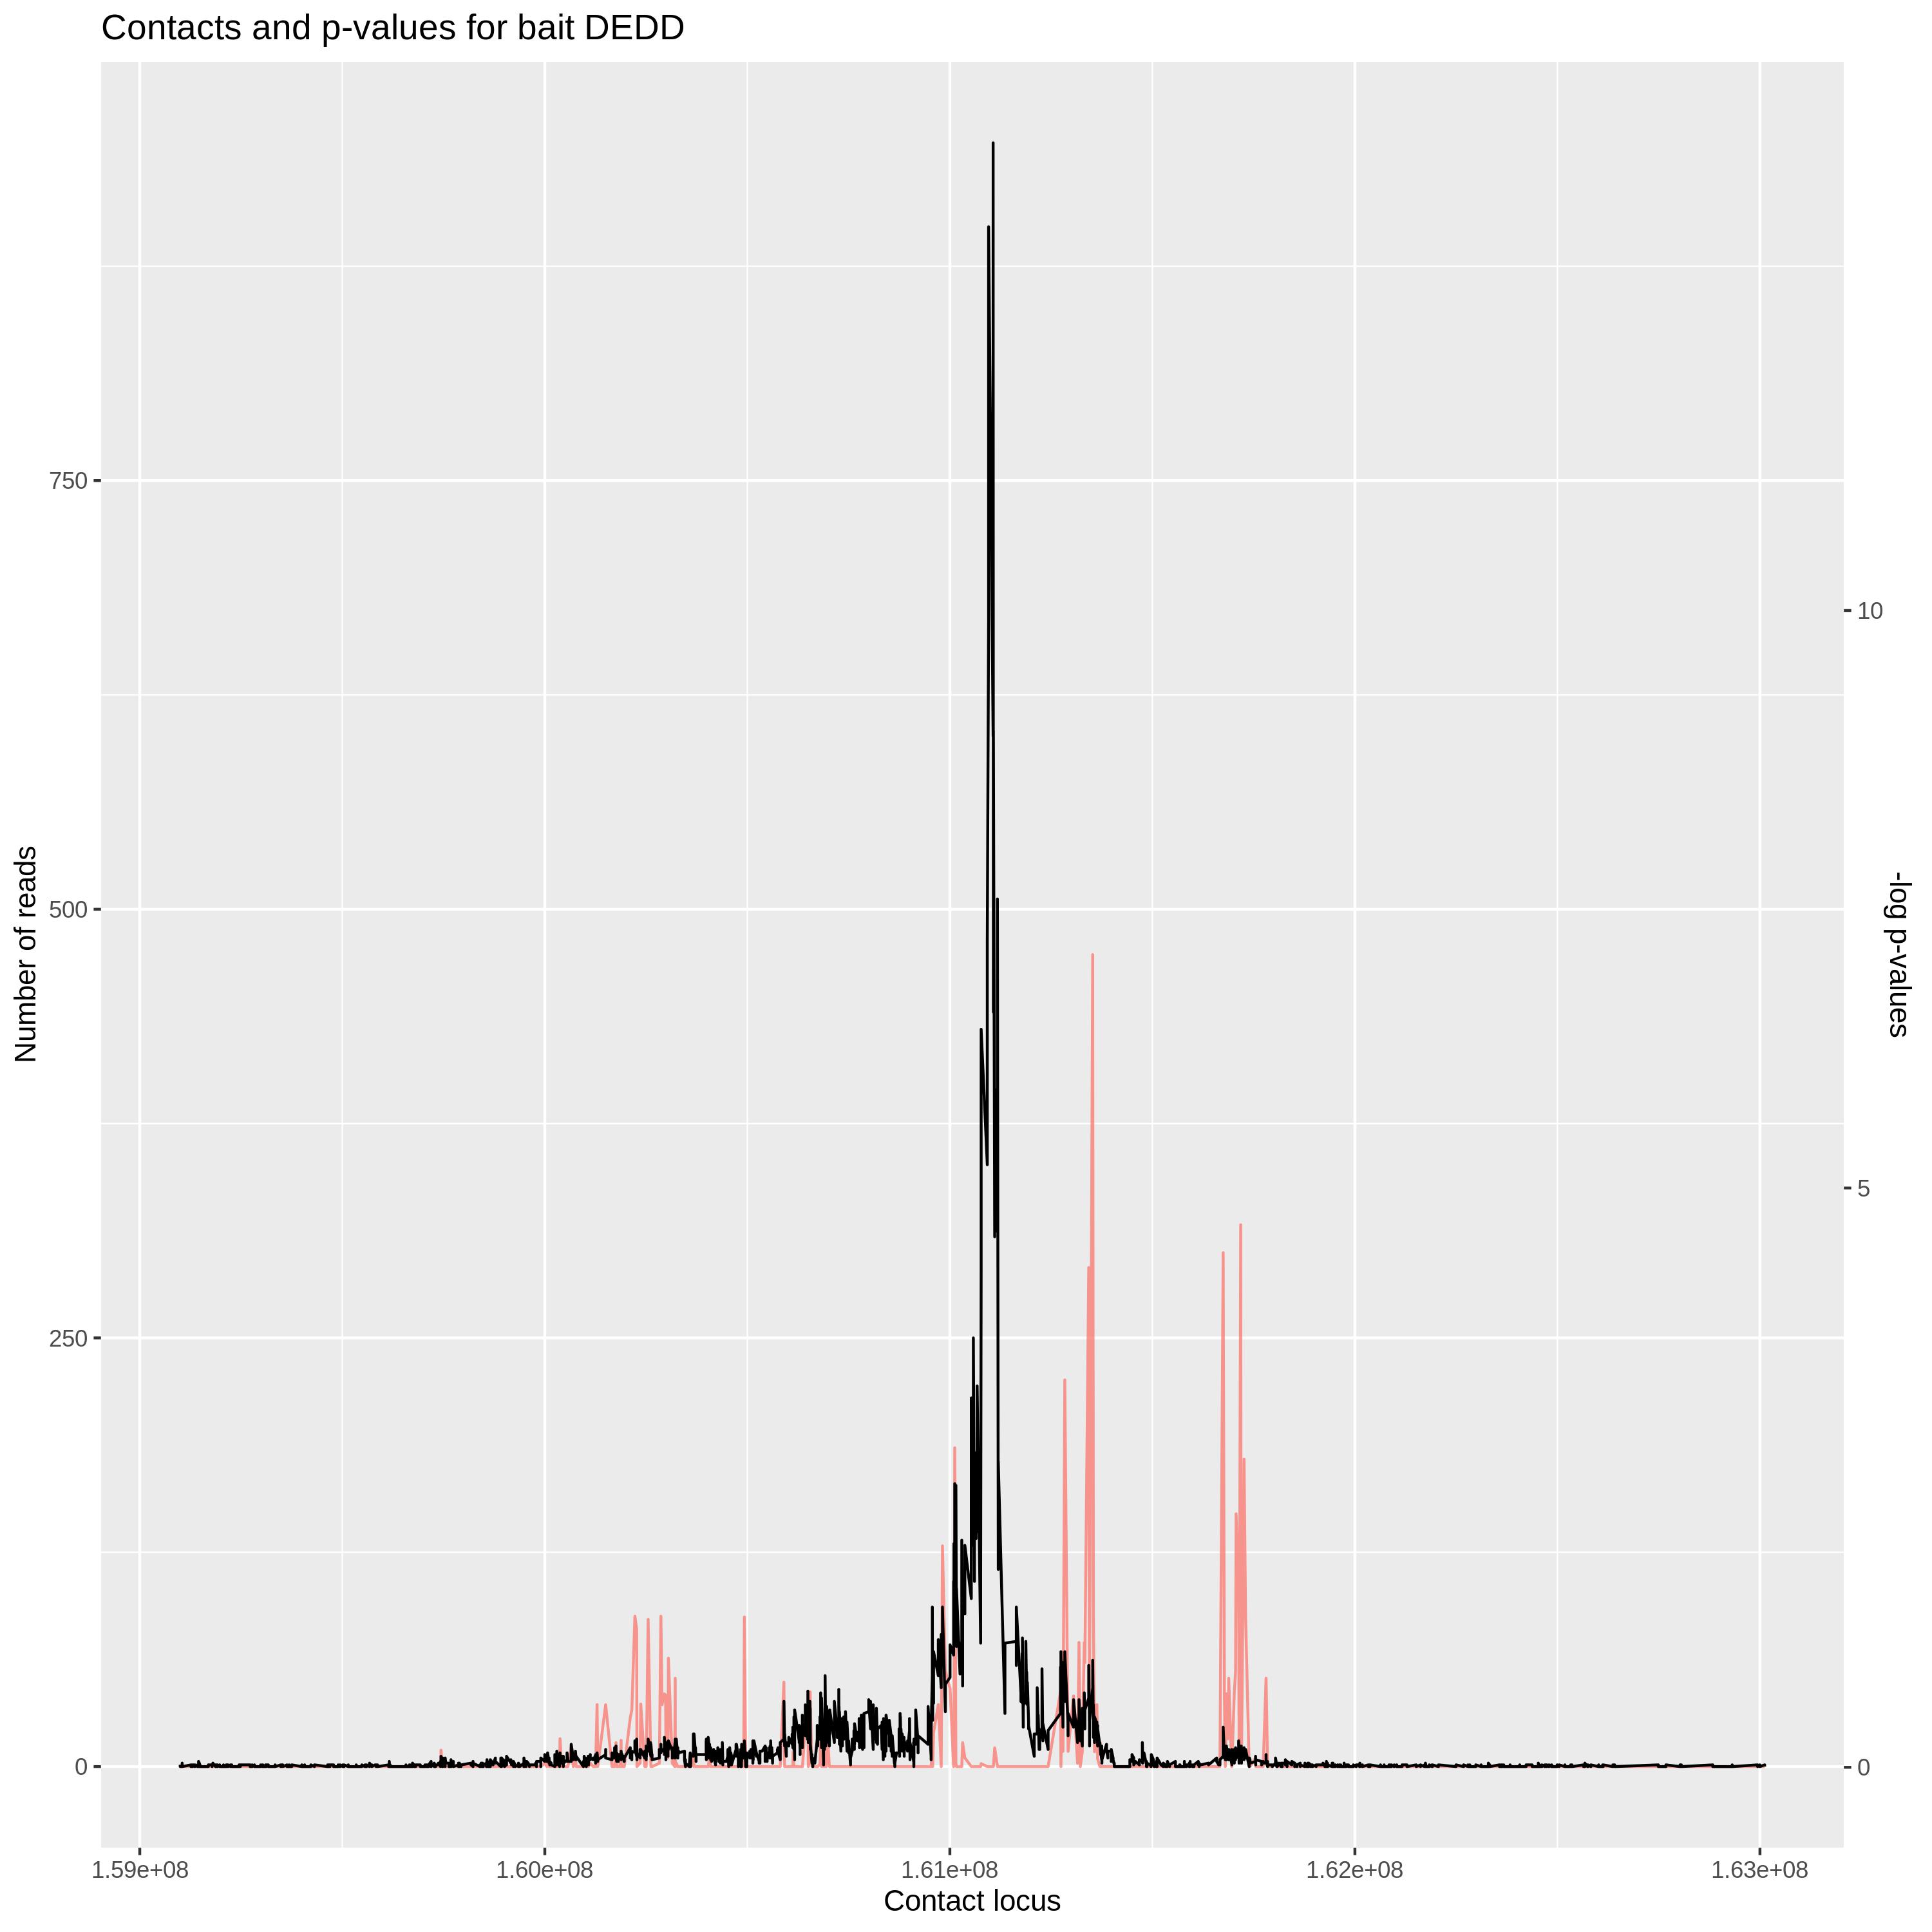 Contacts and p-values for bait DEDD
Number of reads
750
500
250
0
10
5
0
-log p-values
1.59e+08
1.60e+08
1.61e+08
1.62e+08
1.63e+08
Contact locus